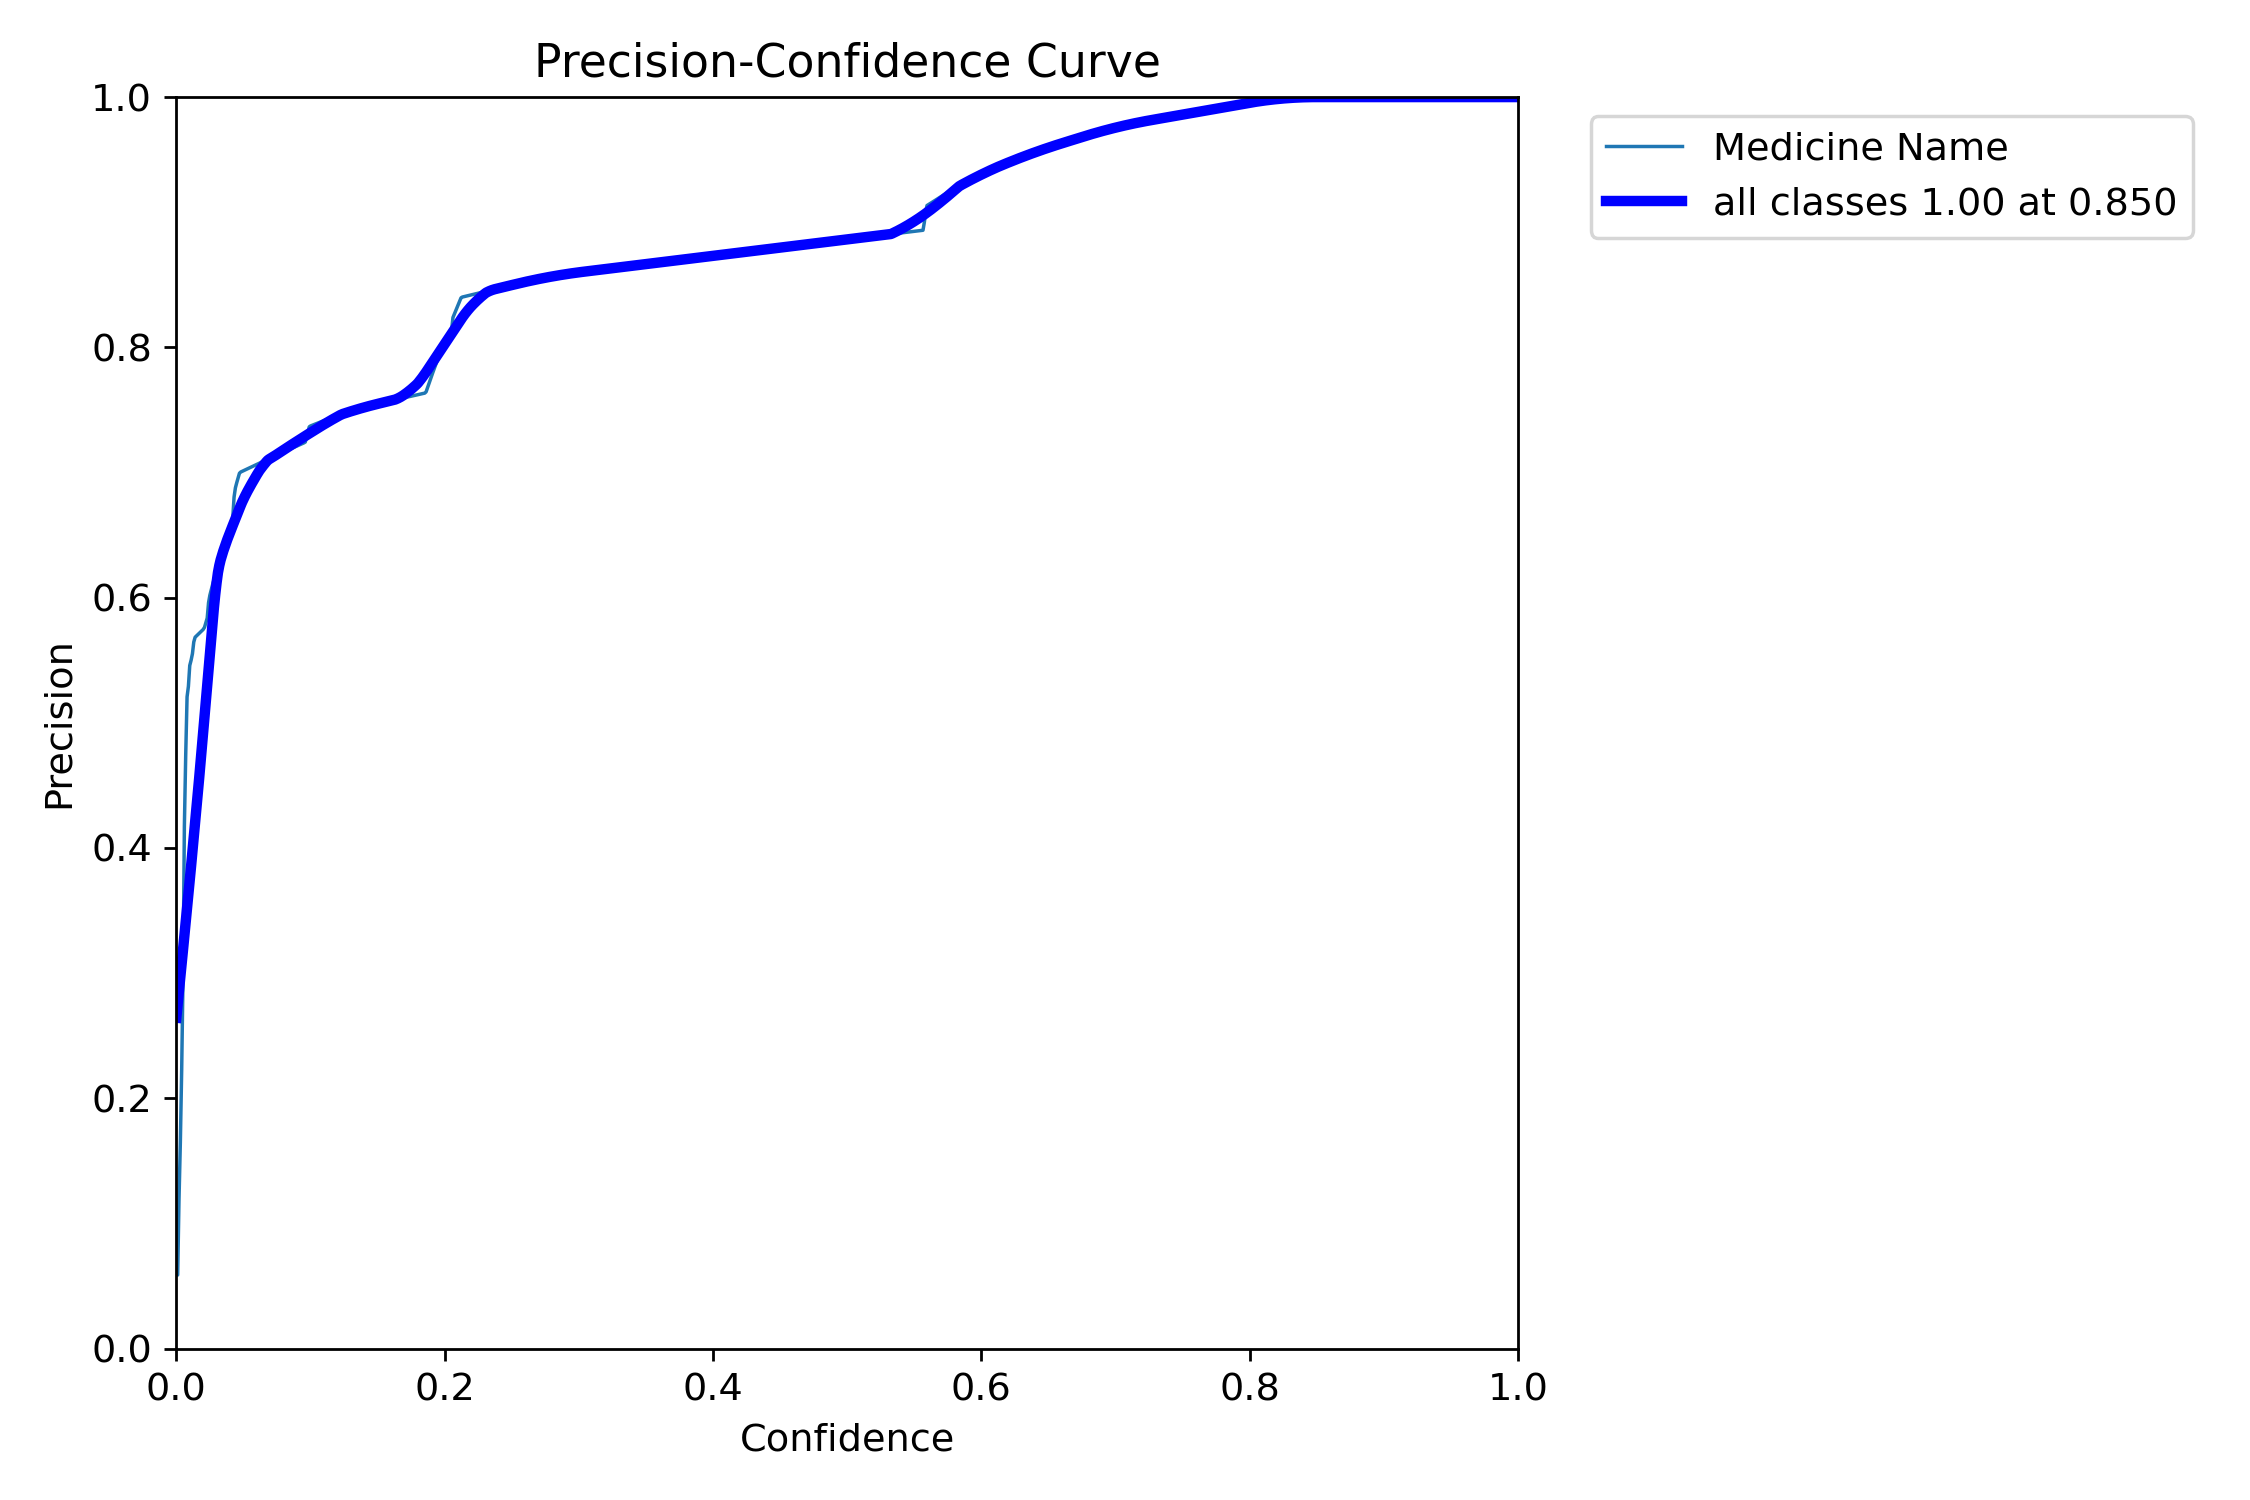 Precision-Confidence Curve
1.0
0.8
0.6
0.4
0.2
0.0
Precision
0.0 0.2 0.4 0.6 0.8 1.0
Confidence
Medicine Name
all classes 1.00 at 0.850